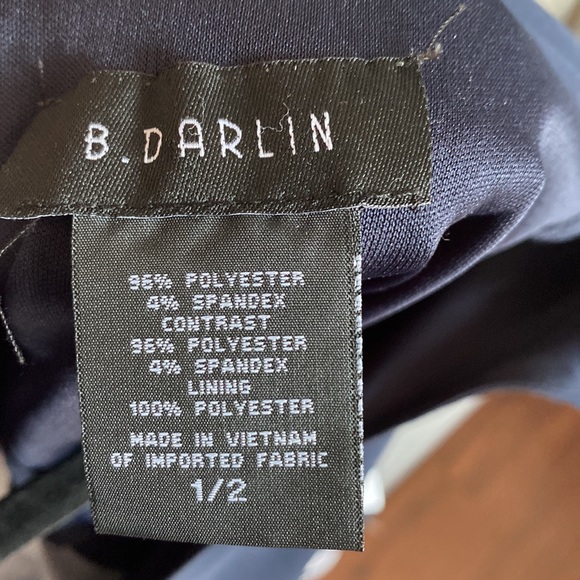 B.DARLIN
96% POLYESTER
4% SPANDEX
CONTRAST
96% POLYESTER
4% SPANDEX
LINING
100% POLYESTER
MADE IN VIETNAM
OF IMPORTED FABRIC
1/2